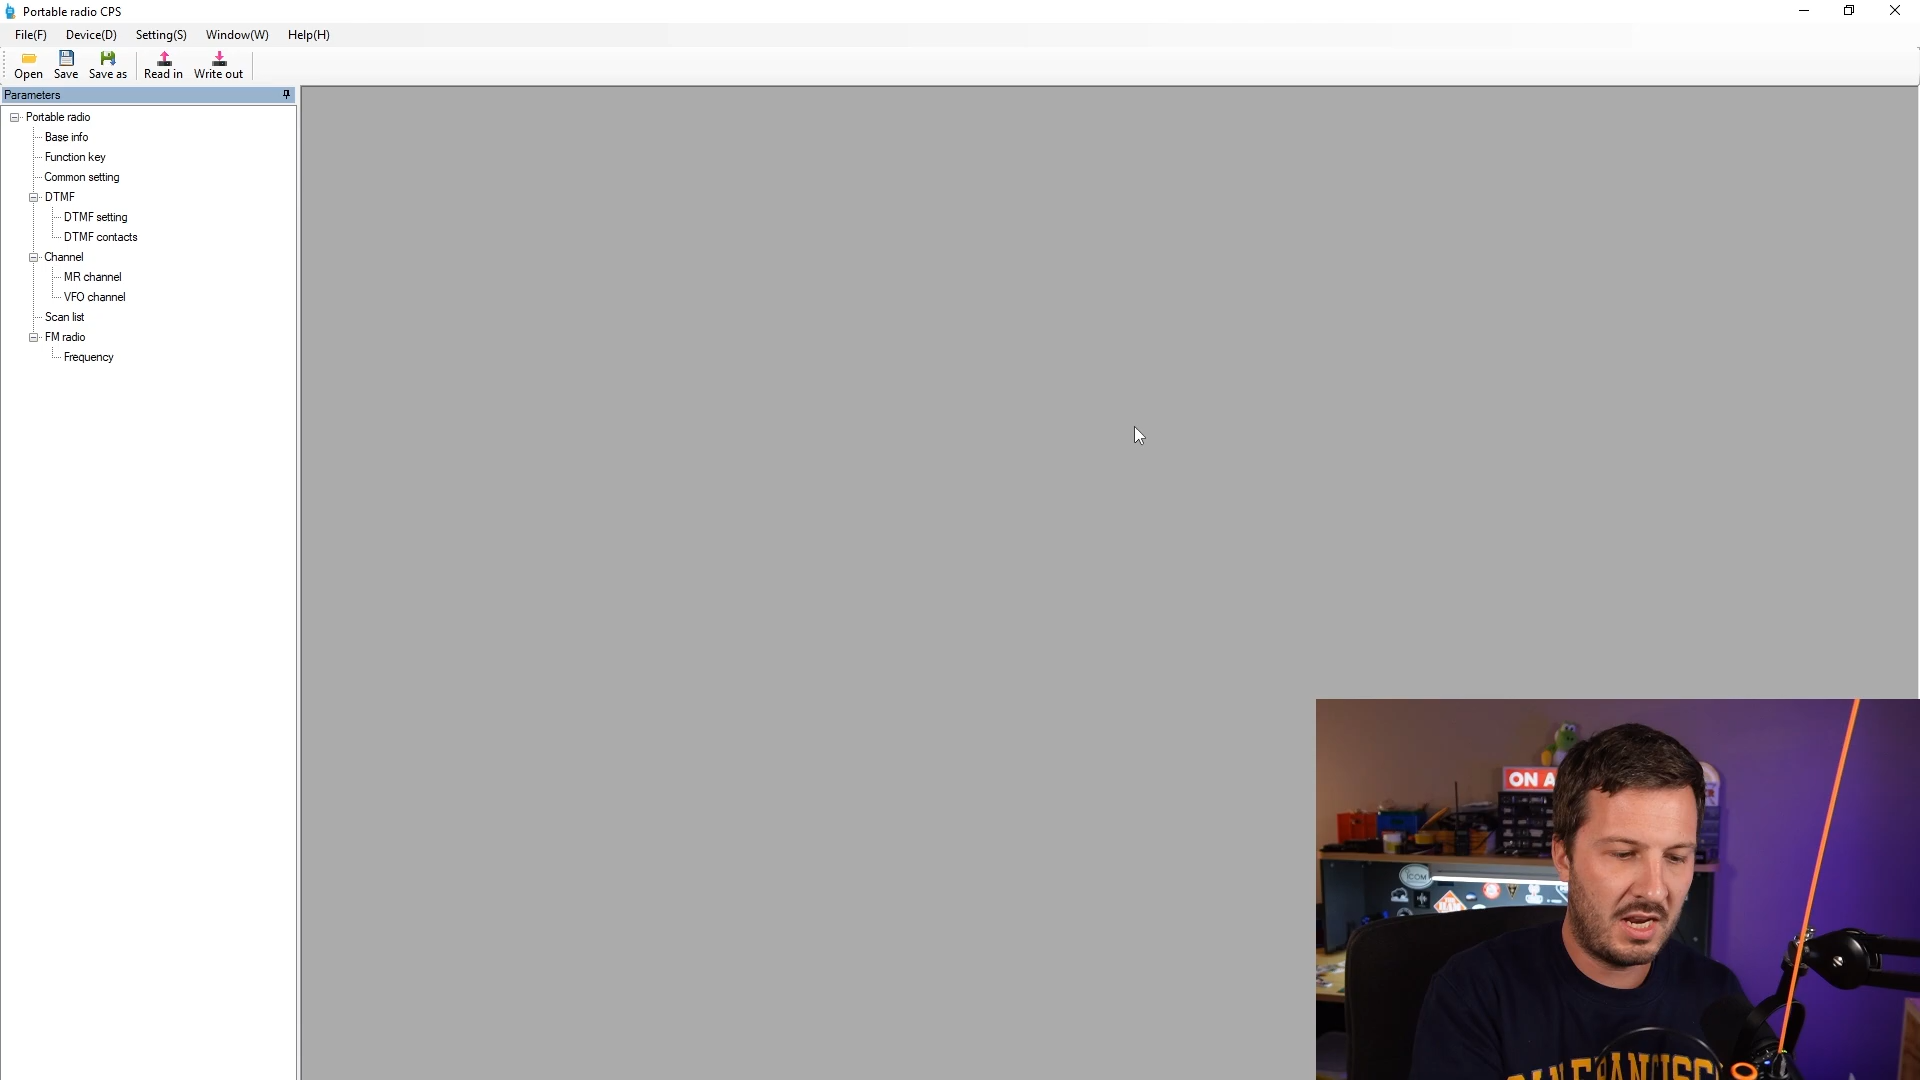 Portable radio CPS
File(F) Device(D) Setting(S) Window(W) Help(H)
Open Save Save as Read in Write out
Parameters
Portable radio
Base info
Function key
Common setting
DTMF
DTMF setting
DTMF contacts
Channel
MR channel
VFO channel
Scan list
FM radio
Frequency
ON A
ICOM